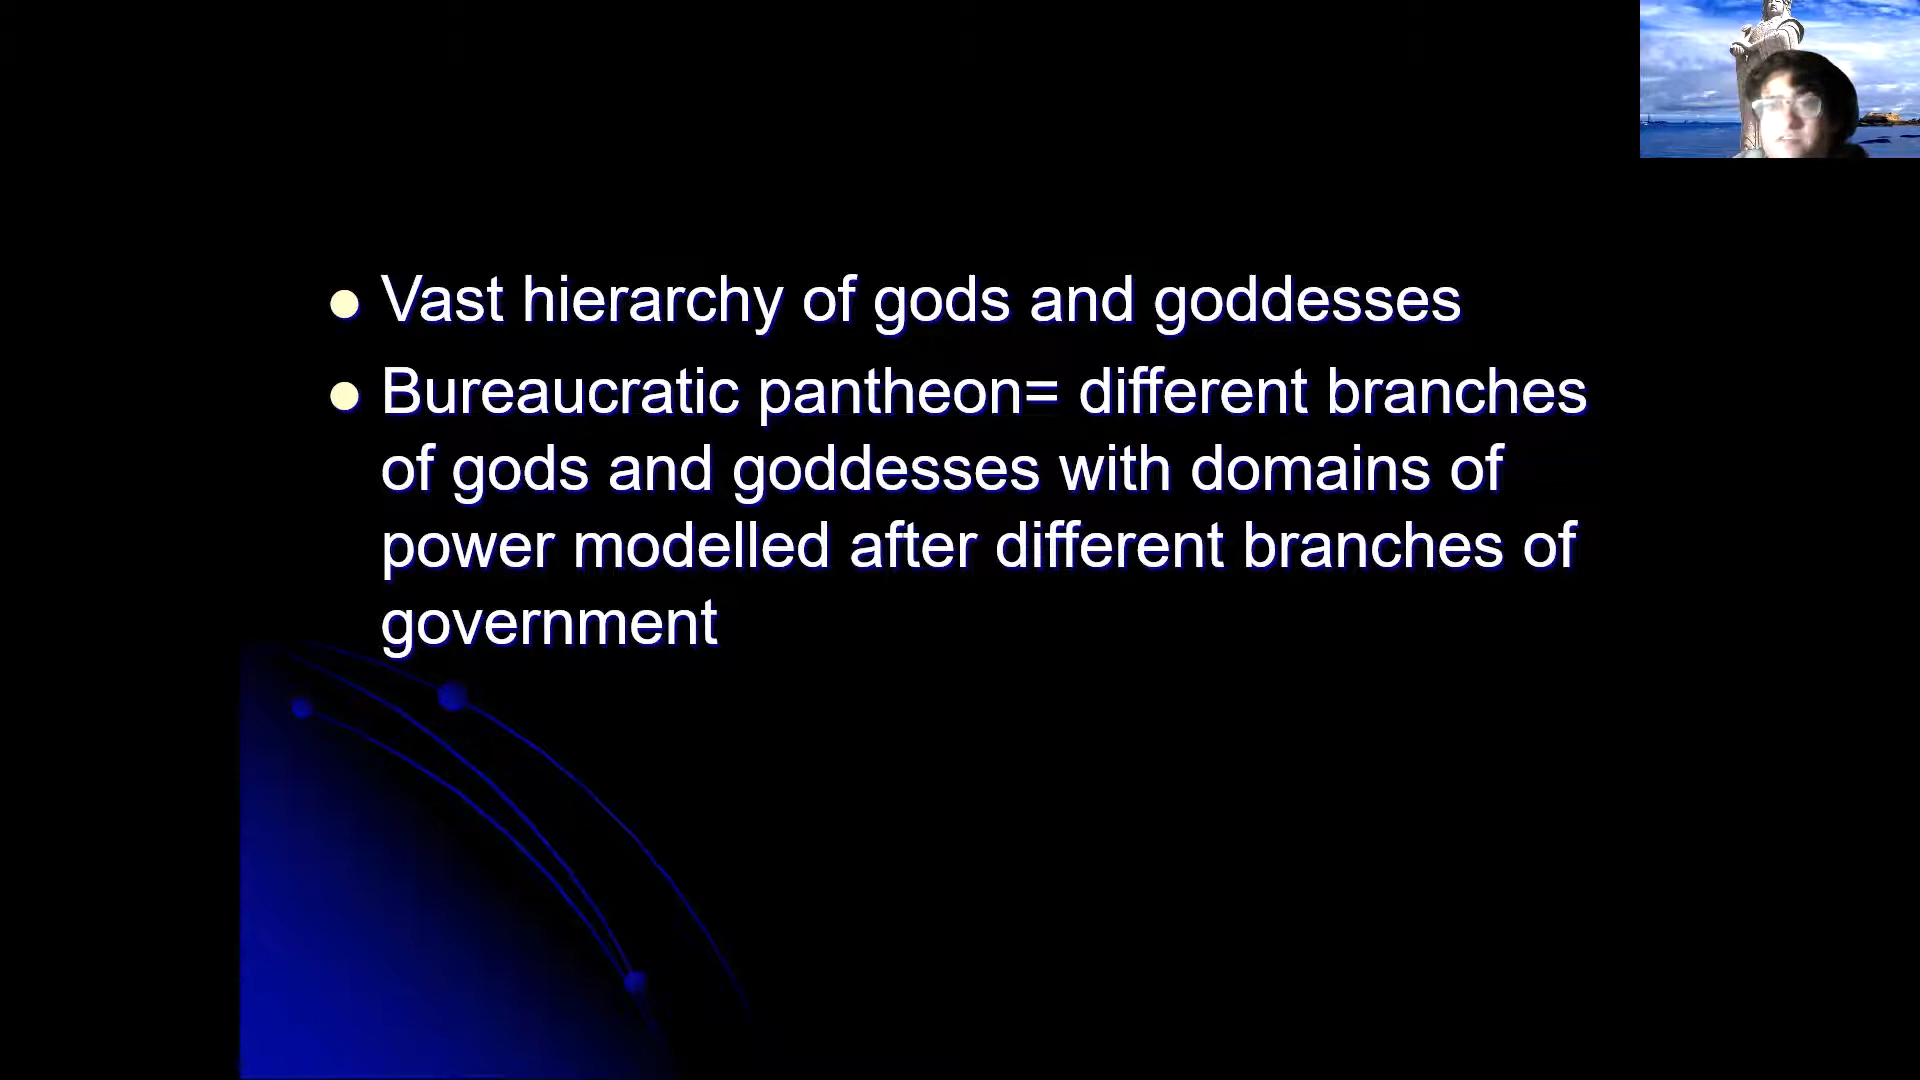 Vast hierarchy of gods and goddesses
Bureaucratic pantheon= different branches
of gods and goddesses with domains of
power modelled after different branches of
government